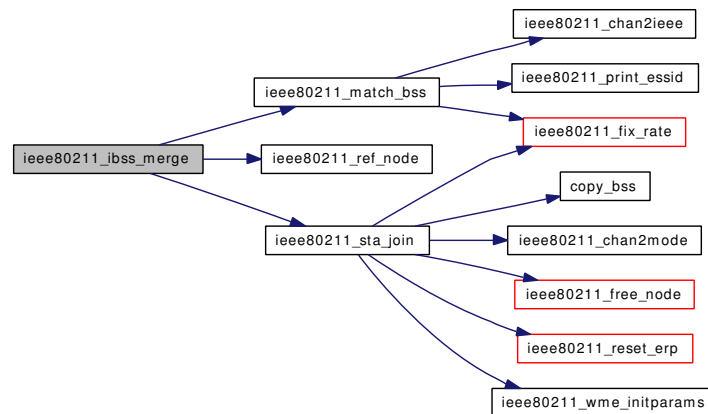 ieee80211_chan2ieee
ieee80211_match_bss
ieee80211_print_essid
ieee80211_fix_rate
ieee80211_ibss_merge
ieee80211_ref_node
copy_bss
ieee80211_sta_join
ieee80211_chan2mode
ieee80211_free_node
ieee80211_reset_erp
ieee80211_wme_initparams